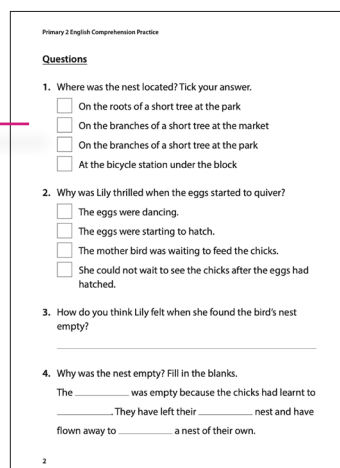 Primary 2 English Comprehension Practice
Questions
1. Where was the nest located? Tick your answer.
On the roots of a short tree at the park
On the branches of a short tree at the market
On the branches of a short tree at the park
At the bicycle station under the block
2. Why was Lily thrilled when the eggs started to quiver?
The eggs were dancing.
The eggs were starting to hatch.
The mother bird was waiting to feed the chicks.
She could not wait to see the chicks after the eggs had
hatched.
3. How do you think Lily felt when she found the bird's nest
empty?
4. Why was the nest empty? Fill in the blanks.
The ____________ was empty because the chicks had learnt to
____________. They have left their ____________ nest and have
flown away to ____________ a nest of their own.
2